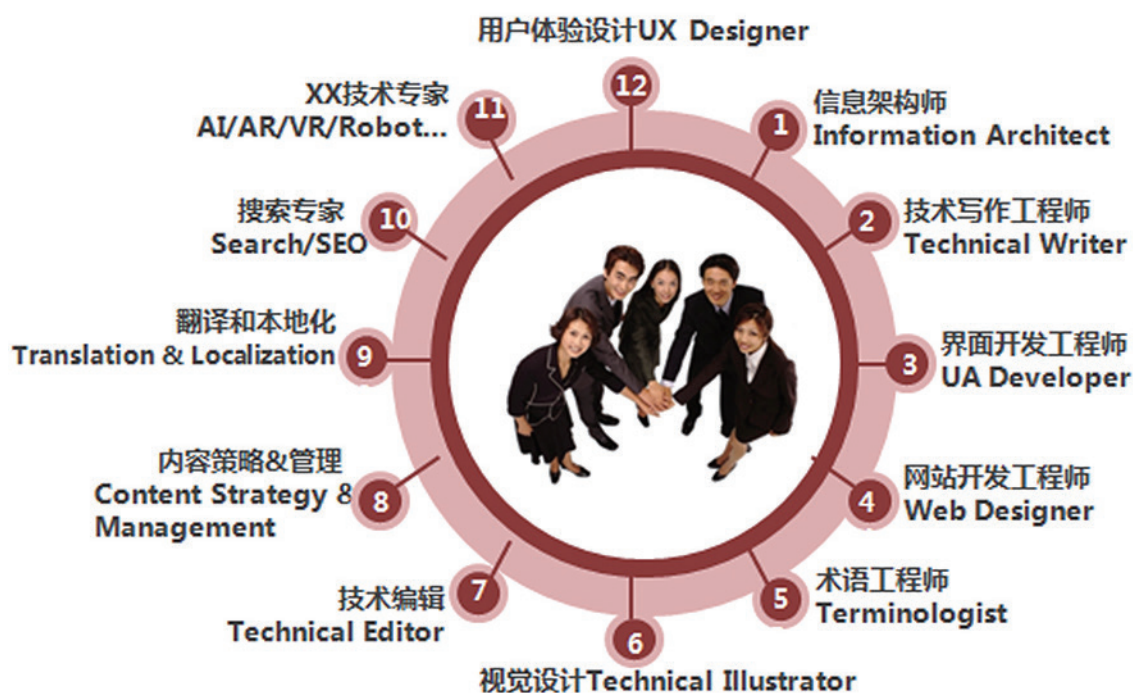 用户体验设计UX Designer
12
1
信息架构师
Information Architect
2
技术写作工程师
Technical Writer
3
界面开发工程师
UA Developer
4
网站开发工程师
Web Designer
5
术语工程师
Terminologist
6
视觉设计Technical Illustrator
7
技术编辑
Technical Editor
8
内容策略&管理
Content Strategy &
Management
9
翻译和本地化
Translation & Localization
10
搜索专家
Search/SEO
11
XX技术专家
AI/AR/VR/Robot...